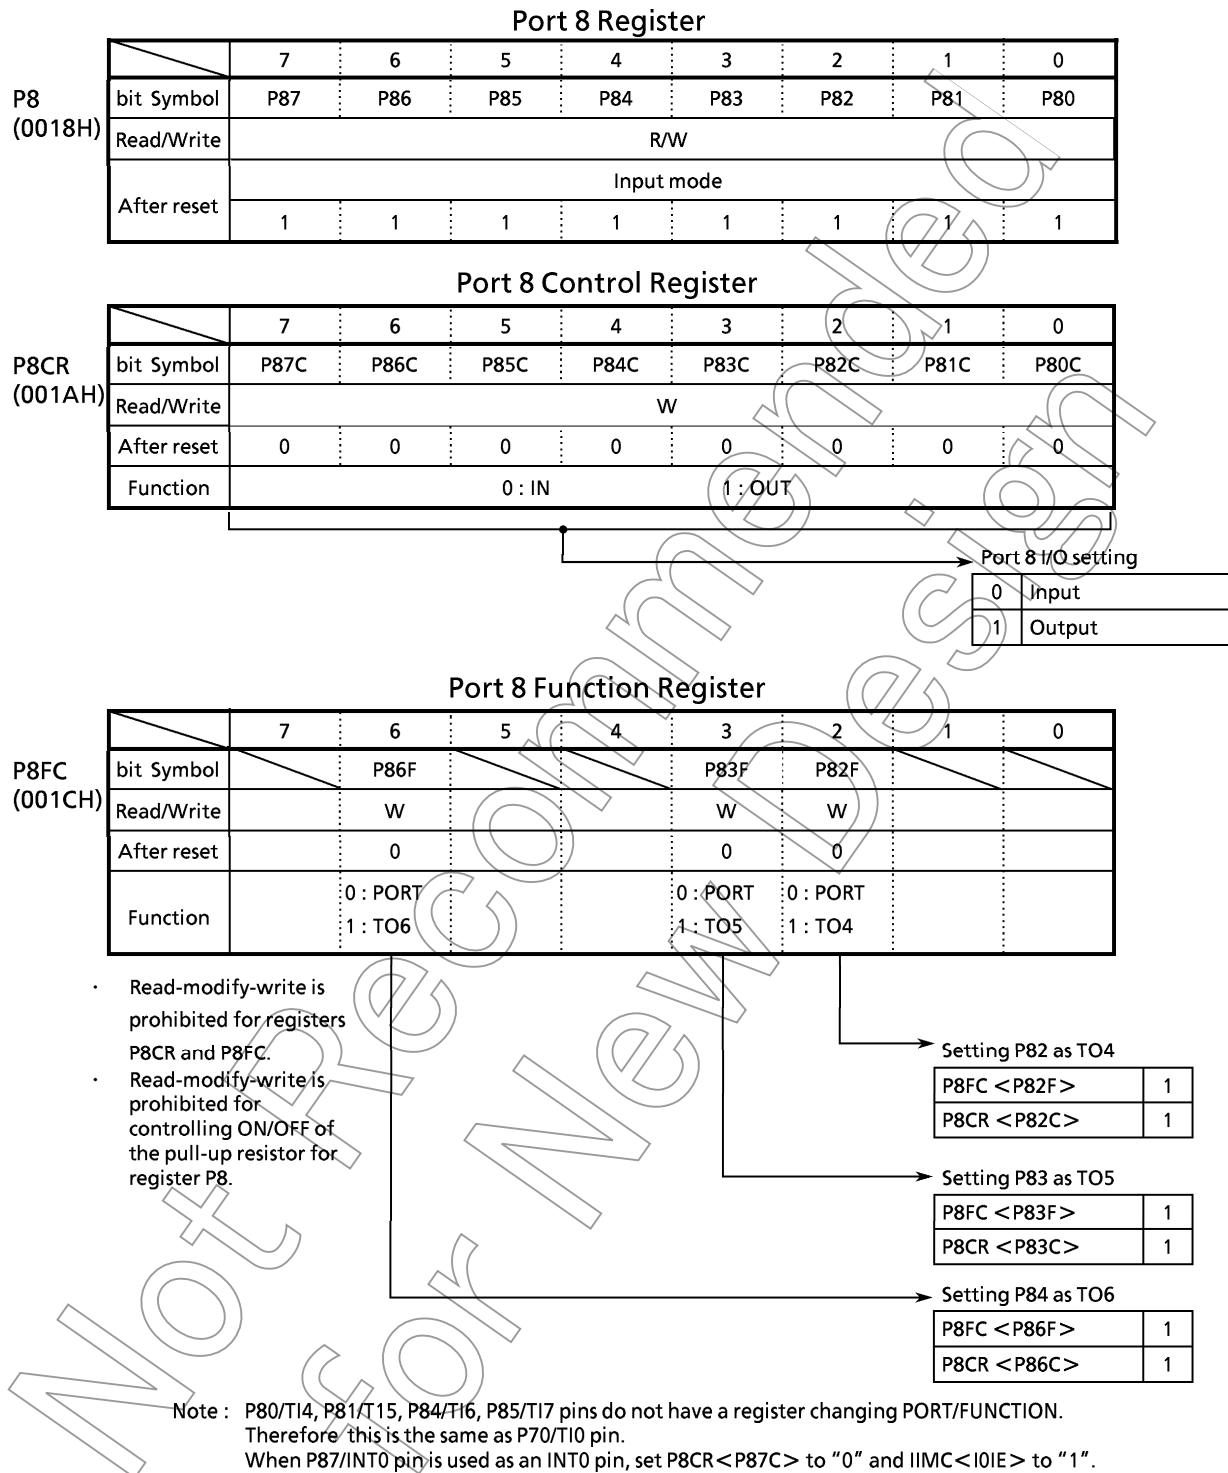 Port 8 Register
7 6 5 4 3 2 1 0
P8
(0018H)
bit Symbol P87 P86 P85 P84 P83 P82 P81 P80
Read/Write R/W
After reset
Input mode
1 1 1 1 1 1 1 1
Port 8 Control Register
7 6 5 4 3 2 1 0
P8CR
(001AH)
bit Symbol P87C P86C P85C P84C P83C P82C P81C P80C
Read/Write W
After reset 0 0 0 0 0 0 0 0
Function 0 : IN 1 : OUT
Port 8 I/O setting
0 Input
1 Output
Port 8 Function Register
7 6 5 4 3 2 1 0
P8FC
(001CH)
bit Symbol P86F P83F P82F
Read/Write W W W
After reset 0 0 0
Function
0 : PORT 0 : PORT 0 : PORT
1 : TO6 1 : TO5 1 : TO4
· Read-modify-write is
prohibited for registers
P8CR and P8FC.
· Read-modify-write is
prohibited for
controlling ON/OFF of
the pull-up resistor for
register P8.
Setting P82 as TO4
P8FC <P82F> 1
P8CR <P82C> 1
Setting P83 as TO5
P8FC <P83F> 1
P8CR <P83C> 1
Setting P84 as TO6
P8FC <P86F> 1
P8CR <P86C> 1
Note : P80/TI4, P81/T15, P84/TI6, P85/TI7 pins do not have a register changing PORT/FUNCTION.
Therefore this is the same as P70/TI0 pin.
When P87/INT0 pin is used as an INT0 pin, set P8CR<P87C> to “0” and IIMC<I0IE> to “1”.
Not Recommended
for New Design